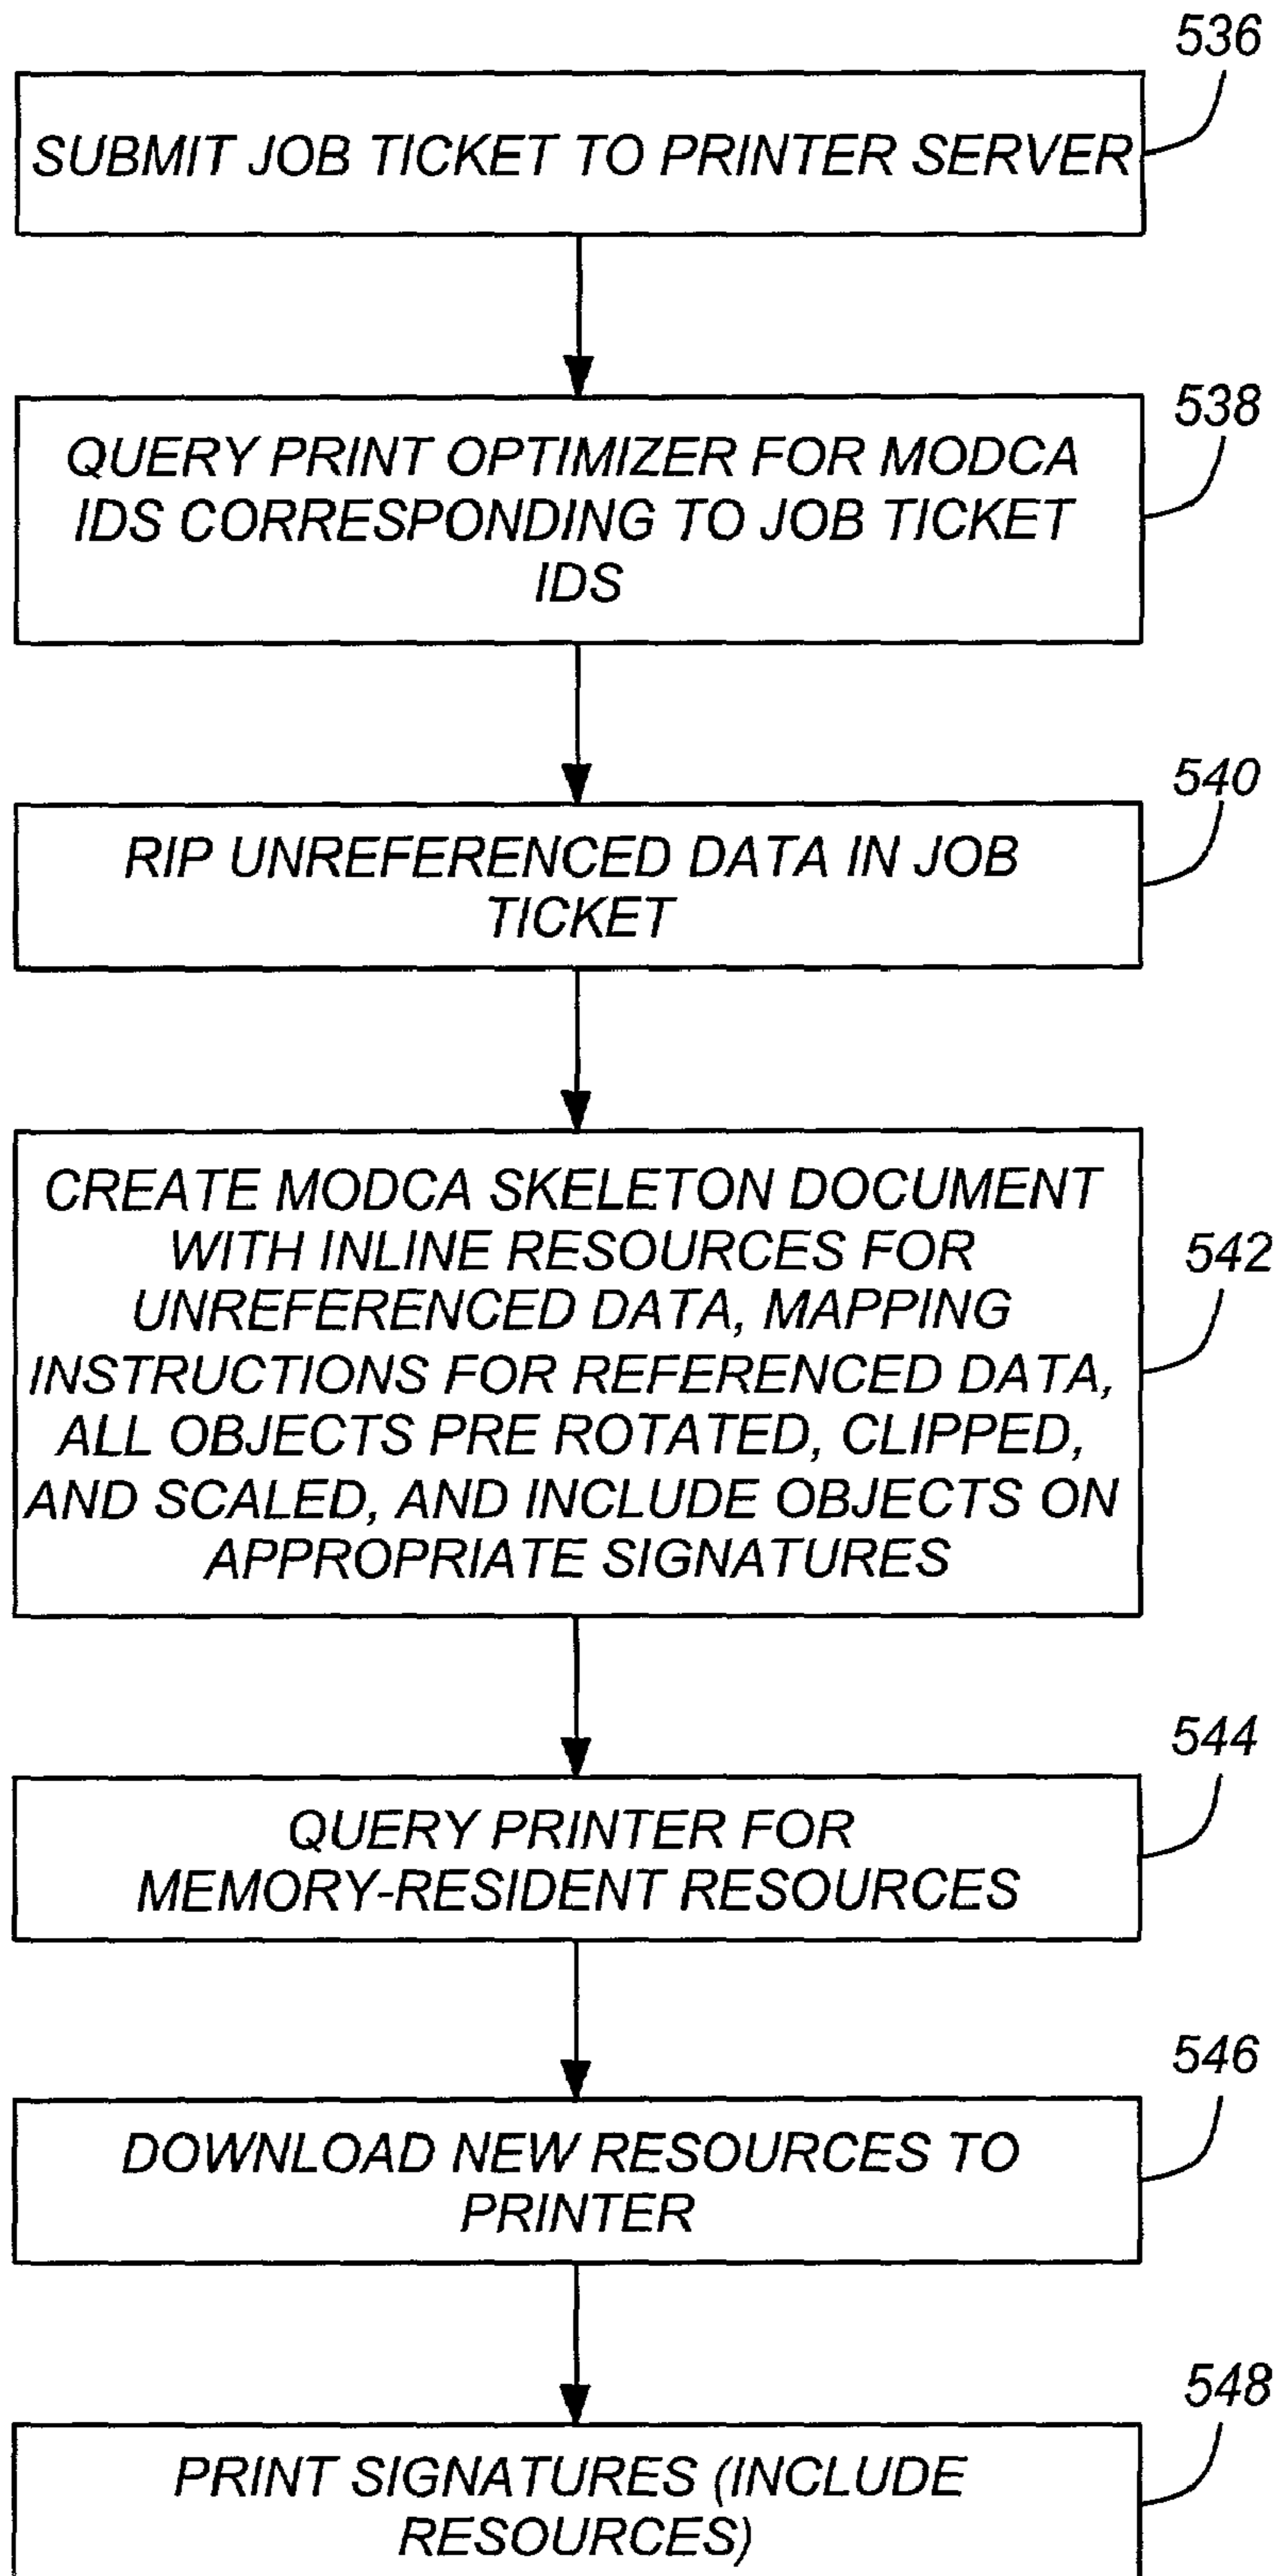 536
SUBMIT JOB TICKET TO PRINTER SERVER
538
QUERY PRINT OPTIMIZER FOR MODCA
IDS CORRESPONDING TO JOB TICKET
IDS
540
RIP UNREFERENCED DATA IN JOB
TICKET
CREATE MODCA SKELETON DOCUMENT
WITH INLINE RESOURCES FOR
542
UNREFERENCED DATA, MAPPING
INSTRUCTIONS FOR REFERENCED DATA,
ALL OBJECTS PRE ROTATED, CLIPPED,
AND SCALED, AND INCLUDE OBJECTS ON
APPROPRIATE SIGNATURES
544
QUERY PRINTER FOR
MEMORY-RESIDENT RESOURCES
546
DOWNLOAD NEW RESOURCES TO
PRINTER
548
PRINT SIGNATURES (INCLUDE
RESOURCES)